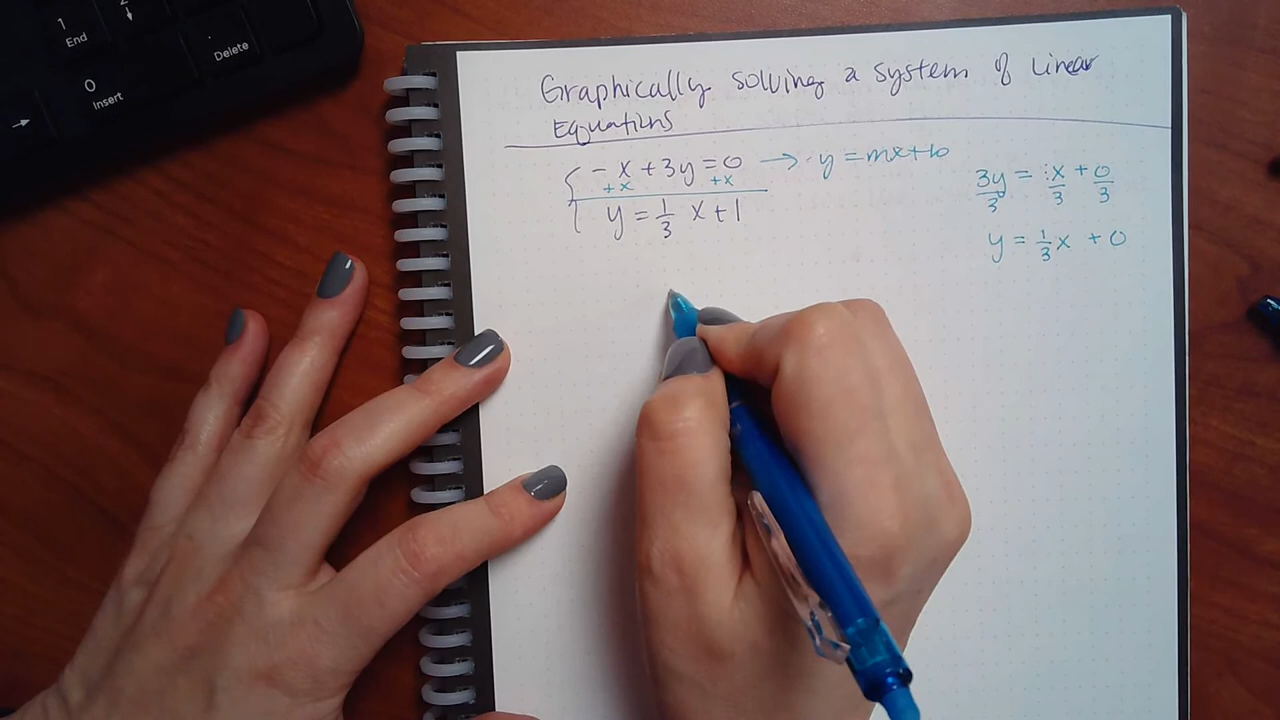 1
End
2
↓
.
Delete
0
Insert
→
Graphically solving a system of Linear
Equations
{ - x + 3y = 0 → y = mx + b
+x +x
y = 1/3 x + 1
3y/3 = x/3 + 0/3
y = 1/3 x + 0